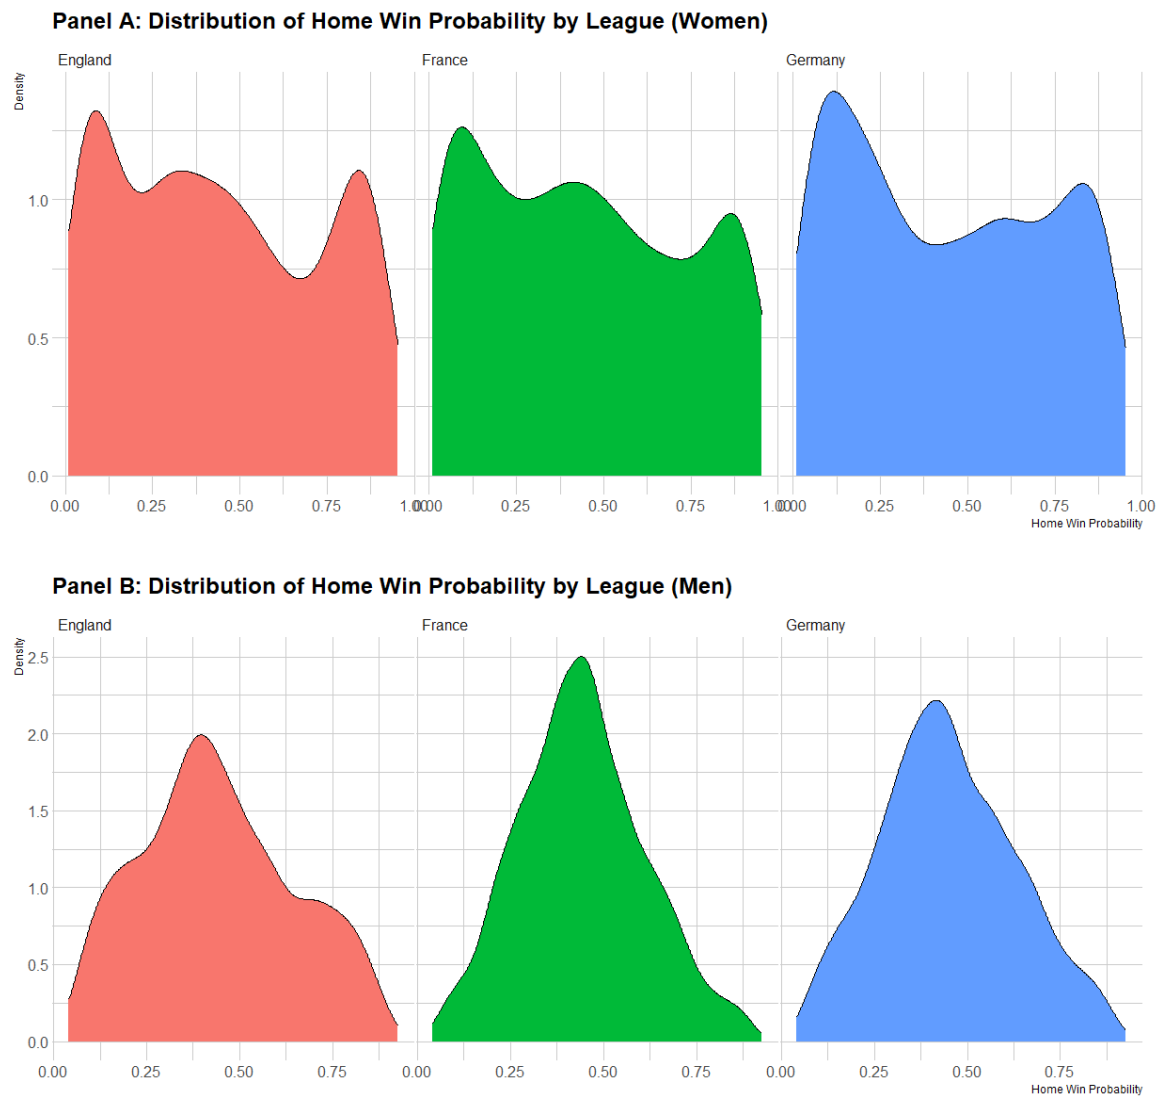 Panel A: Distribution of Home Win Probability by League (Women)
England France Germany
Density
1.0
0.5
0.0
0.00 0.25 0.50 0.75 1.00 0.00 0.25 0.50 0.75 1.00 0.00 0.25 0.50 0.75 1.00
Home Win Probability
Panel B: Distribution of Home Win Probability by League (Men)
England France Germany
Density
2.5
2.0
1.5
1.0
0.5
0.0
0.00 0.25 0.50 0.75 0.00 0.25 0.50 0.75 0.00 0.25 0.50 0.75
Home Win Probability